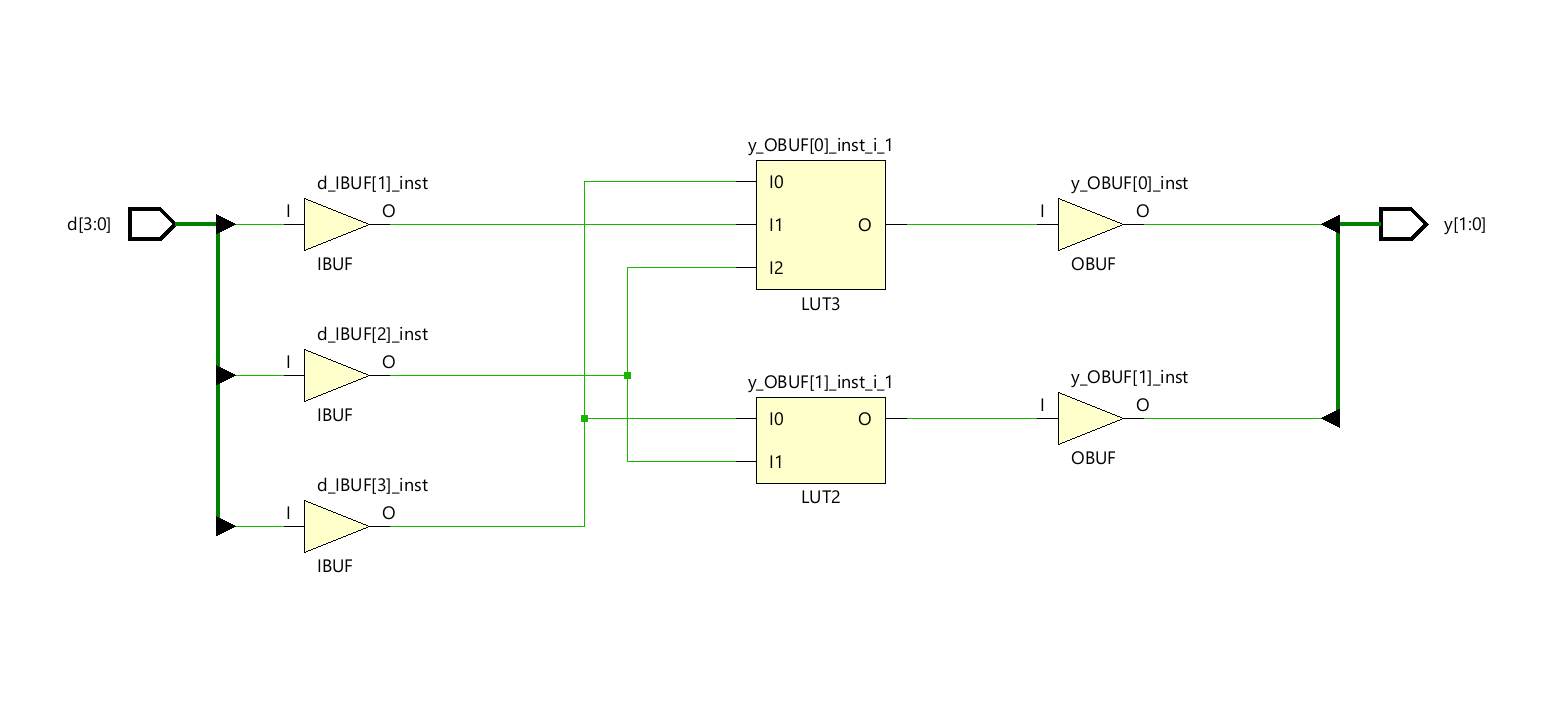 y_OBUF[0]_inst_i_1
d_IBUF[1]_inst
I0
y_OBUF[0]_inst
d[3:0]
I
O
I1
O
I
O
y[1:0]
IBUF
I2
OBUF
LUT3
d_IBUF[2]_inst
I
O
y_OBUF[1]_inst_i_1
y_OBUF[1]_inst
IBUF
I0
O
I
O
I1
OBUF
d_IBUF[3]_inst
LUT2
I
O
IBUF